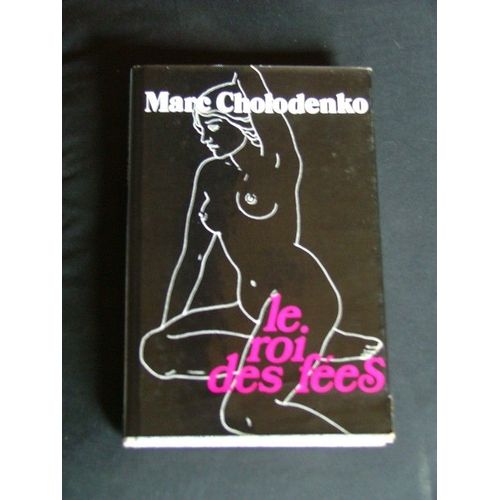 Marc Cholodenko
le.
roi
des fées